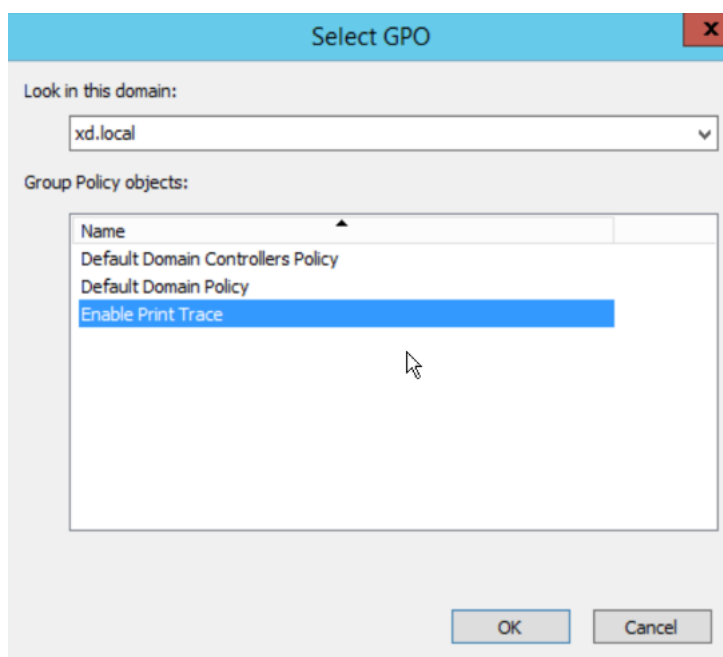 Select GPO
x
Look in this domain:
xd.local
Group Policy objects:
Name
Default Domain Controllers Policy
Default Domain Policy
Enable Print Trace
OK Cancel